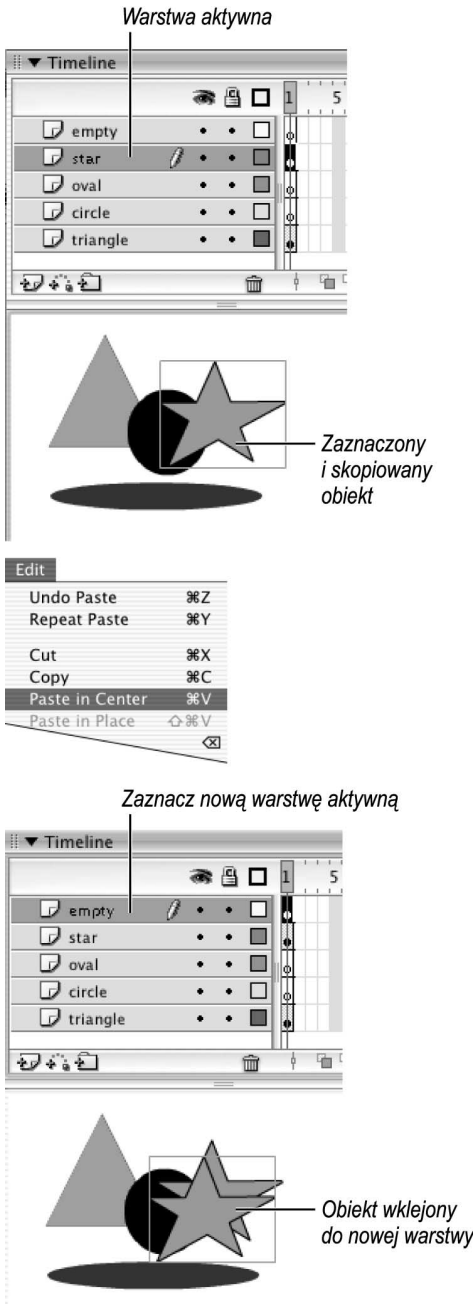 Warstwa aktywna
▼ Timeline
1 5
empty
star
oval
circle
triangle
Zaznaczony
i skopiowany
obiekt
Edit
Undo Paste ⌘Z
Repeat Paste ⌘Y
Cut ⌘X
Copy ⌘C
Paste in Center ⌘V
Paste in Place ⇧⌘V
⌫
Zaznacz nową warstwę aktywną
▼ Timeline
1 5
empty
star
oval
circle
triangle
Obiekt wklejony
do nowej warstwy